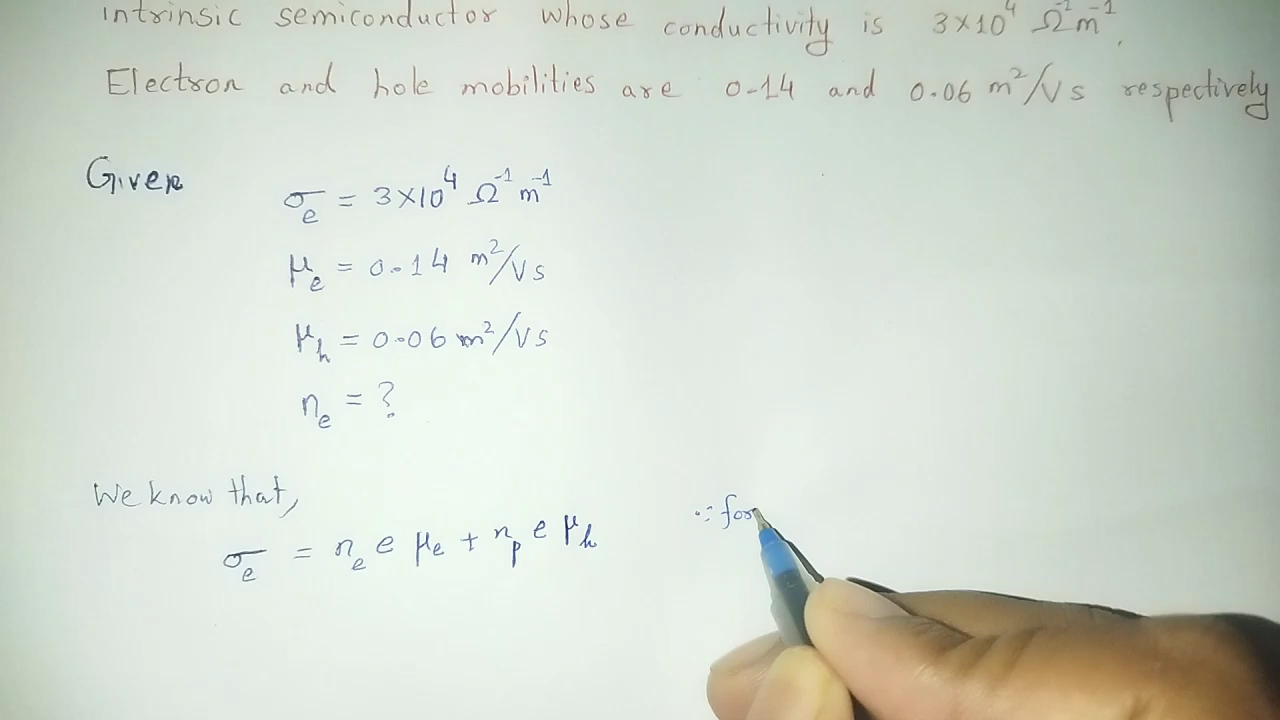 intrinsic semiconductor whose conductivity is 3×10⁴ Ω⁻¹m⁻¹.
Electron and hole mobilities are 0.14 and 0.06 m²/Vs respectively
Given
σₑ = 3×10⁴ Ω⁻¹ m⁻¹
μₑ = 0.14 m²/Vs
μₕ = 0.06 m²/Vs
nₑ = ?
We know that,
σₑ = nₑ e μₑ + nₚ e μₕ
∵ for